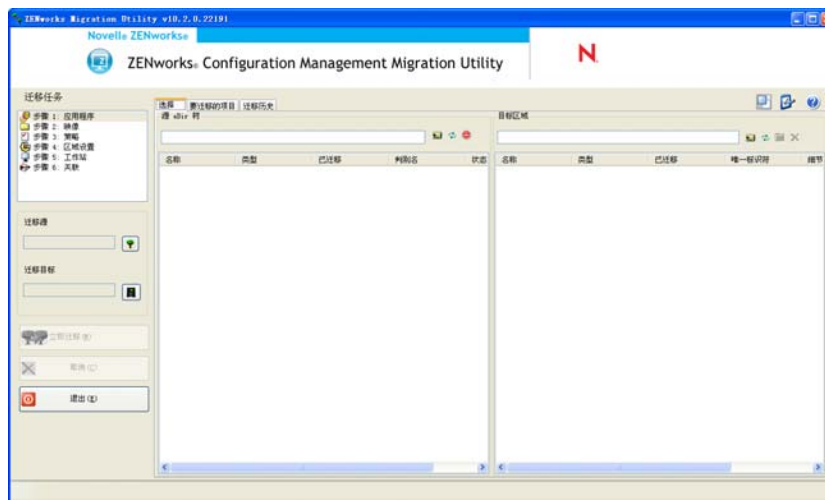 ZENworks Migration Utility v10.2.0.22191
Novell® ZENworks®
ZENworks® Configuration Management Migration Utility
N
迁移任务
步骤 1: 应用程序
步骤 2: 映像
步骤 3: 策略
步骤 4: 区域设置
步骤 5: 工作站
步骤 6: 关联
迁移源
迁移目标
立即迁移(M)
取消(C)
退出(X)
选择 要迁移的项目 迁移历史
源 eDir 树
名称 类型 已迁移 判别名 状态
目标区域
名称 类型 已迁移 唯一标识符 细节